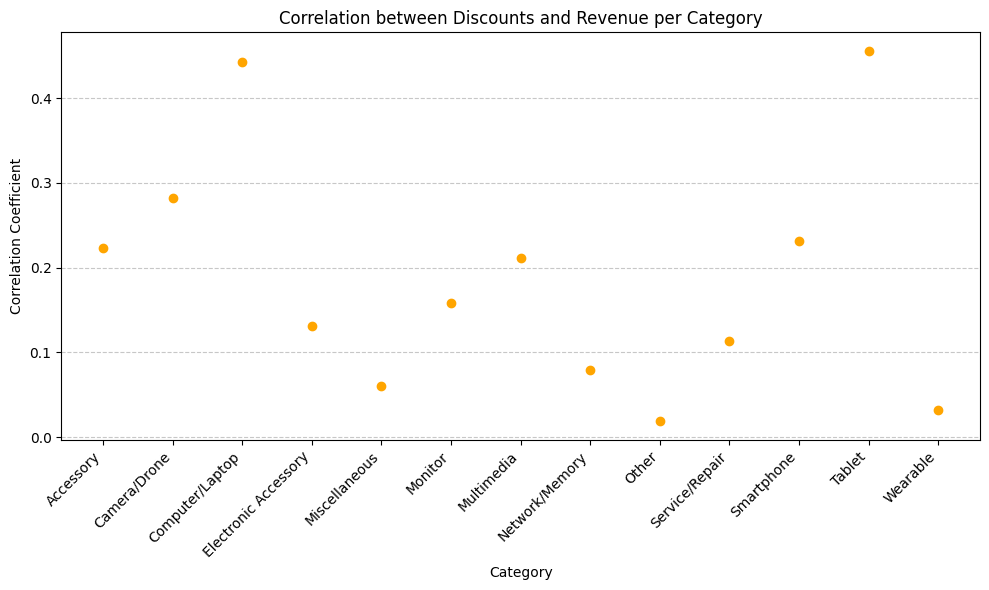 Correlation between Discounts and Revenue per Category
Correlation Coefficient
0.4
0.3
0.2
0.1
0.0
Accessory
Camera/Drone
Computer/Laptop
Electronic Accessory
Miscellaneous
Monitor
Multimedia
Network/Memory
Other
Service/Repair
Smartphone
Tablet
Wearable
Category